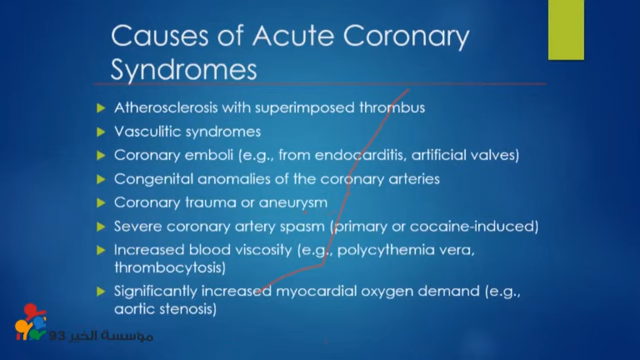 Causes of Acute Coronary
Syndromes
Atherosclerosis with superimposed thrombus
Vasculitic syndromes
Coronary emboli (e.g., from endocarditis, artificial valves)
Congenital anomalies of the coronary arteries
Coronary trauma or aneurysm
Severe coronary artery spasm (primary or cocaine-induced)
Increased blood viscosity (e.g., polycythemia vera,
thrombocytosis)
Significantly increased myocardial oxygen demand (e.g.,
aortic stenosis)
مؤسسة الخبر 93